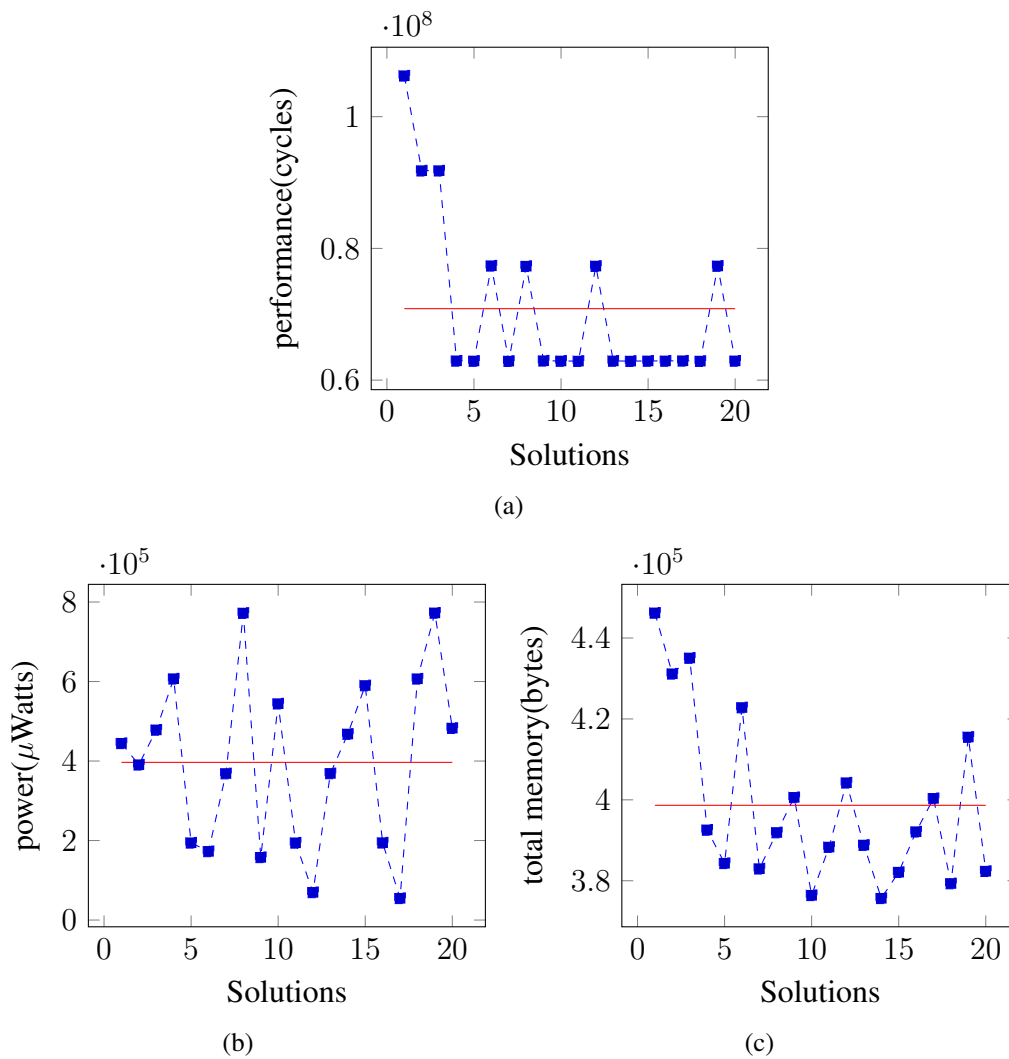 ·10^8
performance(cycles)
1
0.8
0.6
0 5 10 15 20
Solutions
(a)
·10^5
power(μWatts)
8
6
4
2
0
0 5 10 15 20
Solutions
(b)
·10^5
total memory(bytes)
4.4
4.2
4
3.8
0 5 10 15 20
Solutions
(c)